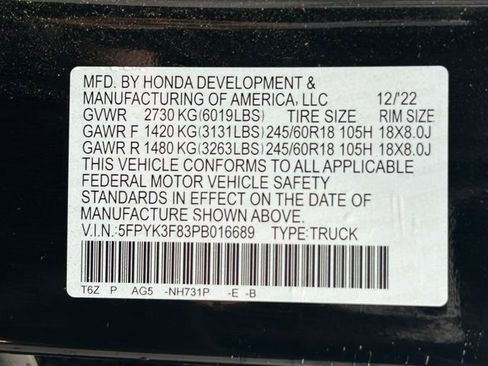 MFD. BY HONDA DEVELOPMENT &
MANUFACTURING OF AMERICA, LLC 12/'22
GVWR 2730 KG(6019LBS) TIRE SIZE RIM SIZE
GAWR F 1420 KG(3131LBS)245/60R18 105H 18X8.0J
GAWR R 1480 KG(3263LBS)245/60R18 105H 18X8.0J
THIS VEHICLE CONFORMS TO ALL APPLICABLE
FEDERAL MOTOR VEHICLE SAFETY
STANDARDS IN EFFECT ON THE DATE OF
MANUFACTURE SHOWN ABOVE.
V.I.N.:5FPYK3F83PB016689 TYPE:TRUCK
T6Z P AG5 -NH731P -E -B